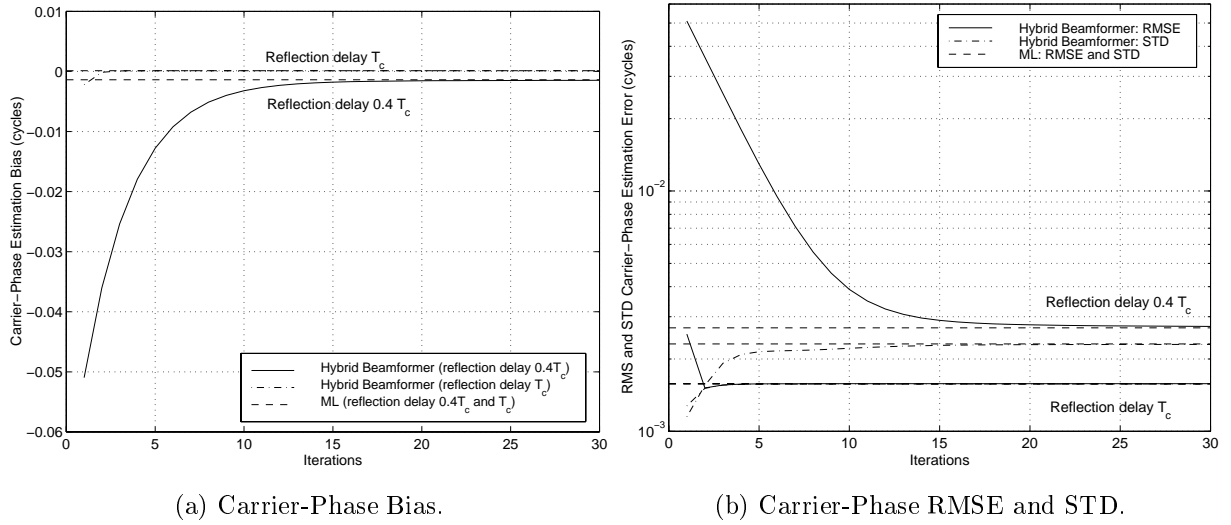 0.01
0
−0.01
−0.02
−0.03
−0.04
−0.05
−0.06
Carrier−Phase Estimation Bias (cycles)
Reflection delay T_c
Reflection delay 0.4 T_c
Hybrid Beamformer (reflection delay 0.4T_c)
Hybrid Beamformer (reflection delay T_c)
ML (reflection delay 0.4T_c and T_c)
0 5 10 15 20 25 30
Iterations
(a) Carrier-Phase Bias.
RMS and STD Carrier−Phase Estimation Error (cycles)
10^−2
10^−3
Hybrid Beamformer: RMSE
Hybrid Beamformer: STD
ML: RMSE and STD
Reflection delay 0.4 T_c
Reflection delay T_c
0 5 10 15 20 25 30
Iterations
(b) Carrier-Phase RMSE and STD.